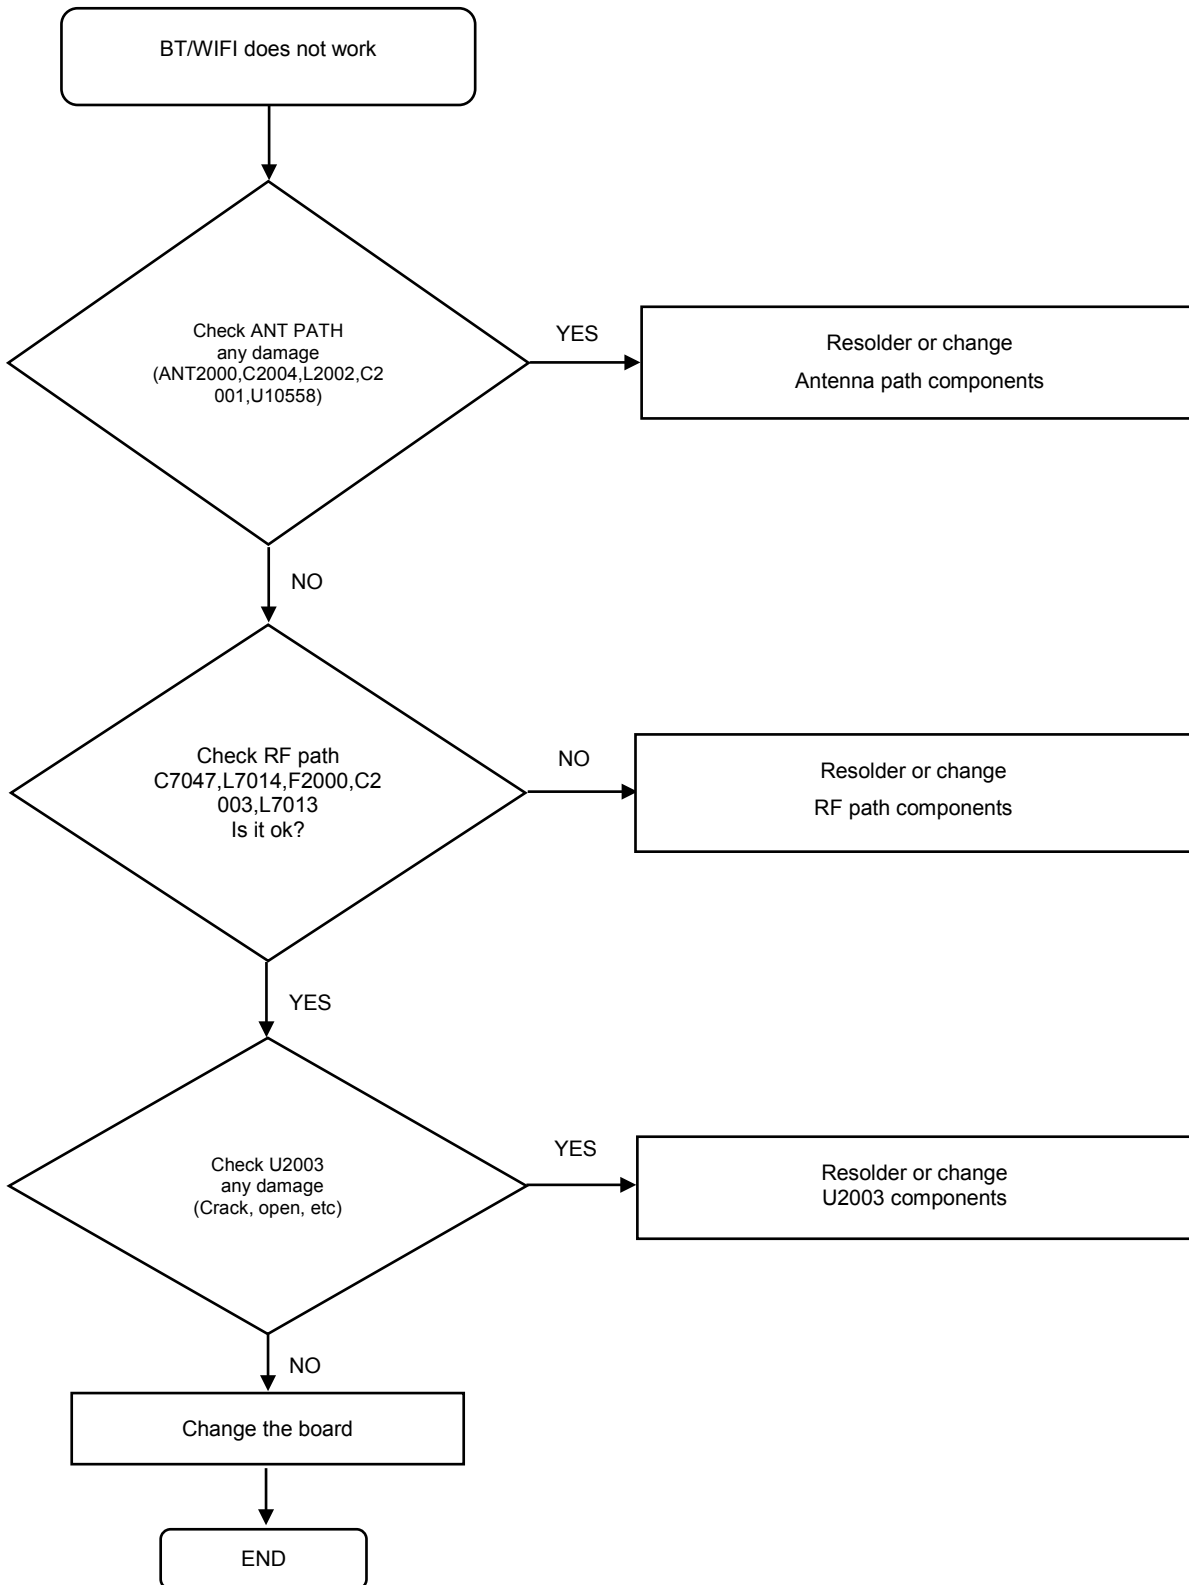 BT/WIFI does not work
Check ANT PATH
any damage
(ANT2000,C2004,L2002,C2
001,U10558)
YES
Resolder or change
Antenna path components
NO
Check RF path
C7047,L7014,F2000,C2
003,L7013
Is it ok?
NO
Resolder or change
RF path components
YES
Check U2003
any damage
(Crack, open, etc)
YES
Resolder or change
U2003 components
NO
Change the board
END